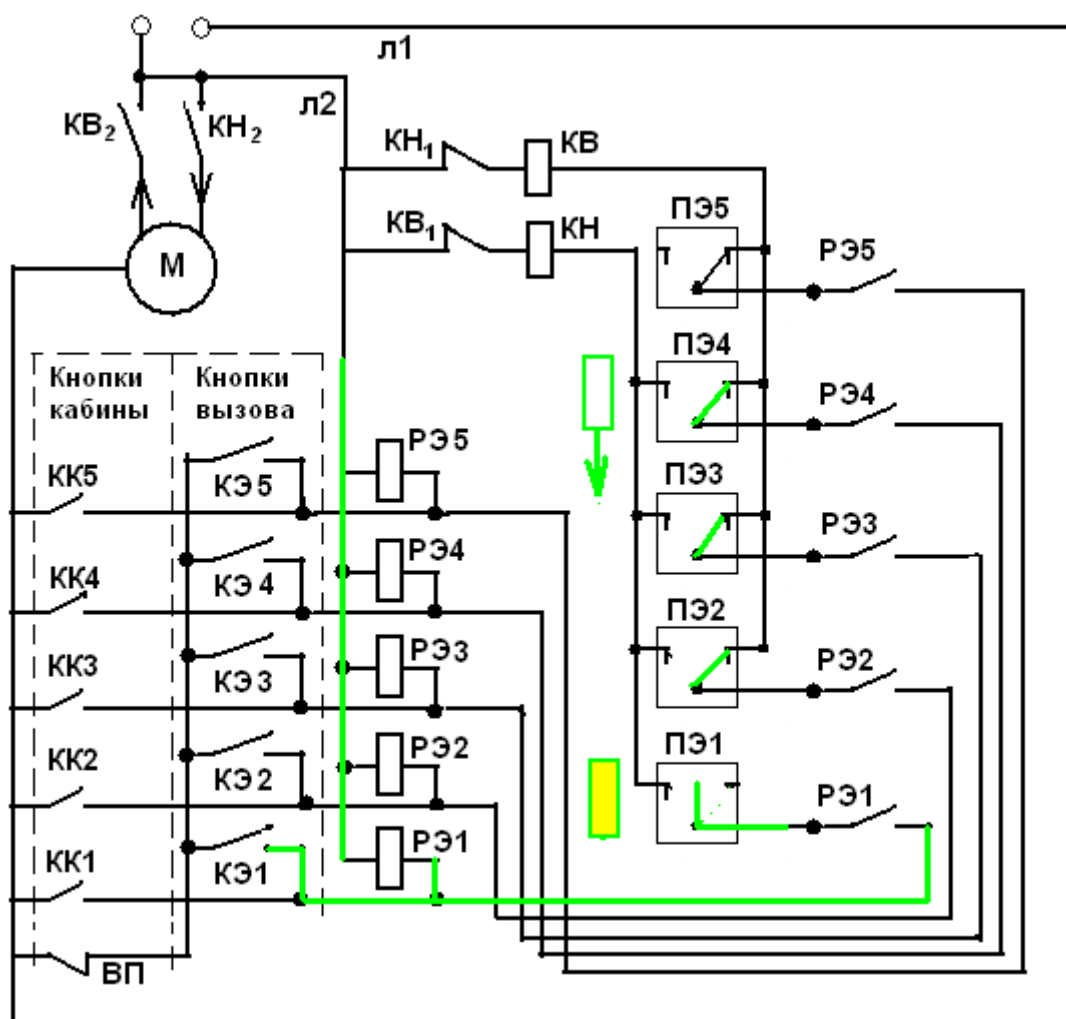 л1
л2
КВ2
КН2
КН1
КВ
КВ1
КН
М
ПЭ5
РЭ5
ПЭ4
РЭ4
ПЭ3
РЭ3
ПЭ2
РЭ2
ПЭ1
РЭ1
Кнопки
кабины
Кнопки
вызова
КК5
КЭ5
РЭ5
КК4
КЭ4
РЭ4
КК3
КЭ3
РЭ3
КК2
КЭ2
РЭ2
КК1
КЭ1
РЭ1
ВП